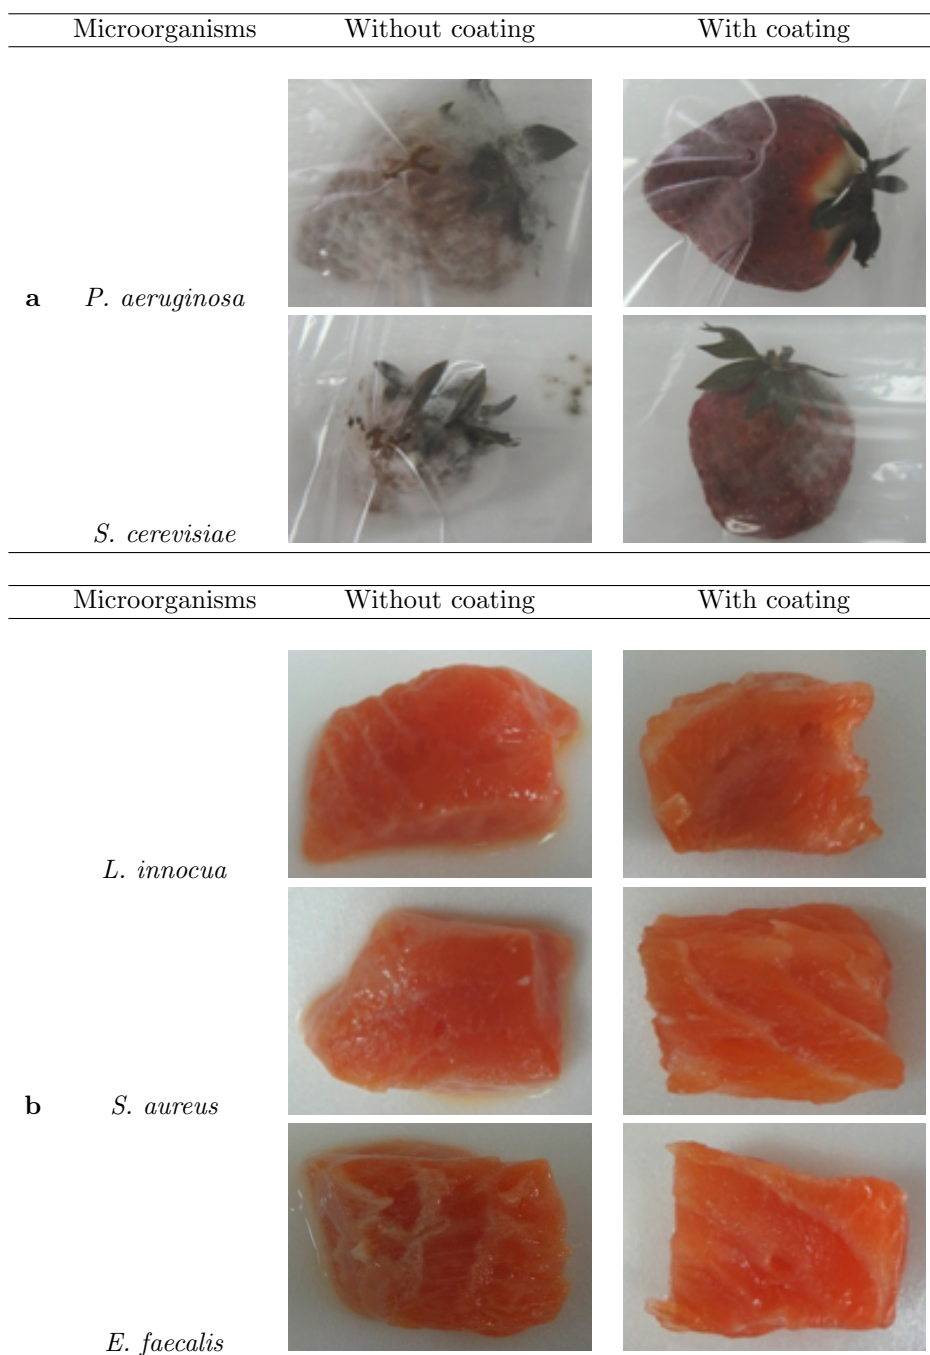 Microorganisms Without coating With coating
a P. aeruginosa
S. cerevisiae
Microorganisms Without coating With coating
L. innocua
b S. aureus
E. faecalis